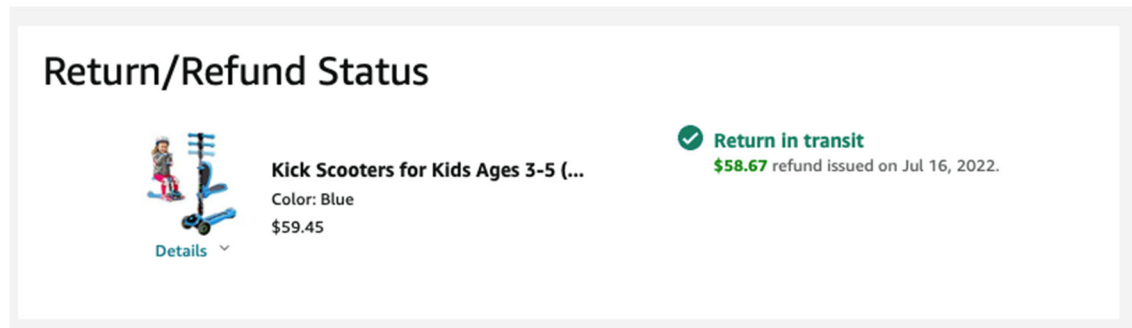 Return/Refund Status
Return in transit
$58.67 refund issued on Jul 16, 2022.
Kick Scooters for Kids Ages 3-5 (...
Color: Blue
$59.45
Details